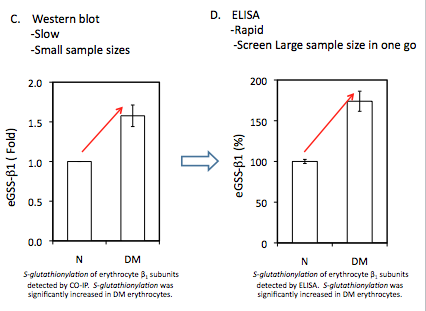 C. Western blot
-Slow
-Small sample sizes
2.0
1.5
1.0
0.5
0.0
eGSS-β1 ( Fold)
N DM
S-glutathionylation of erythrocyte β1 subunits
detected by CO-IP. S-glutathionylation was
significantly increased in DM erythrocytes.
D. ELISA
-Rapid
-Screen Large sample size in one go
200
150
100
50
0
eGSS-β1 (%)
N DM
S-glutathionylation of erythrocyte β1 subunits
detected by ELISA. S-glutathionylation was
significantly increased in DM erythrocytes.